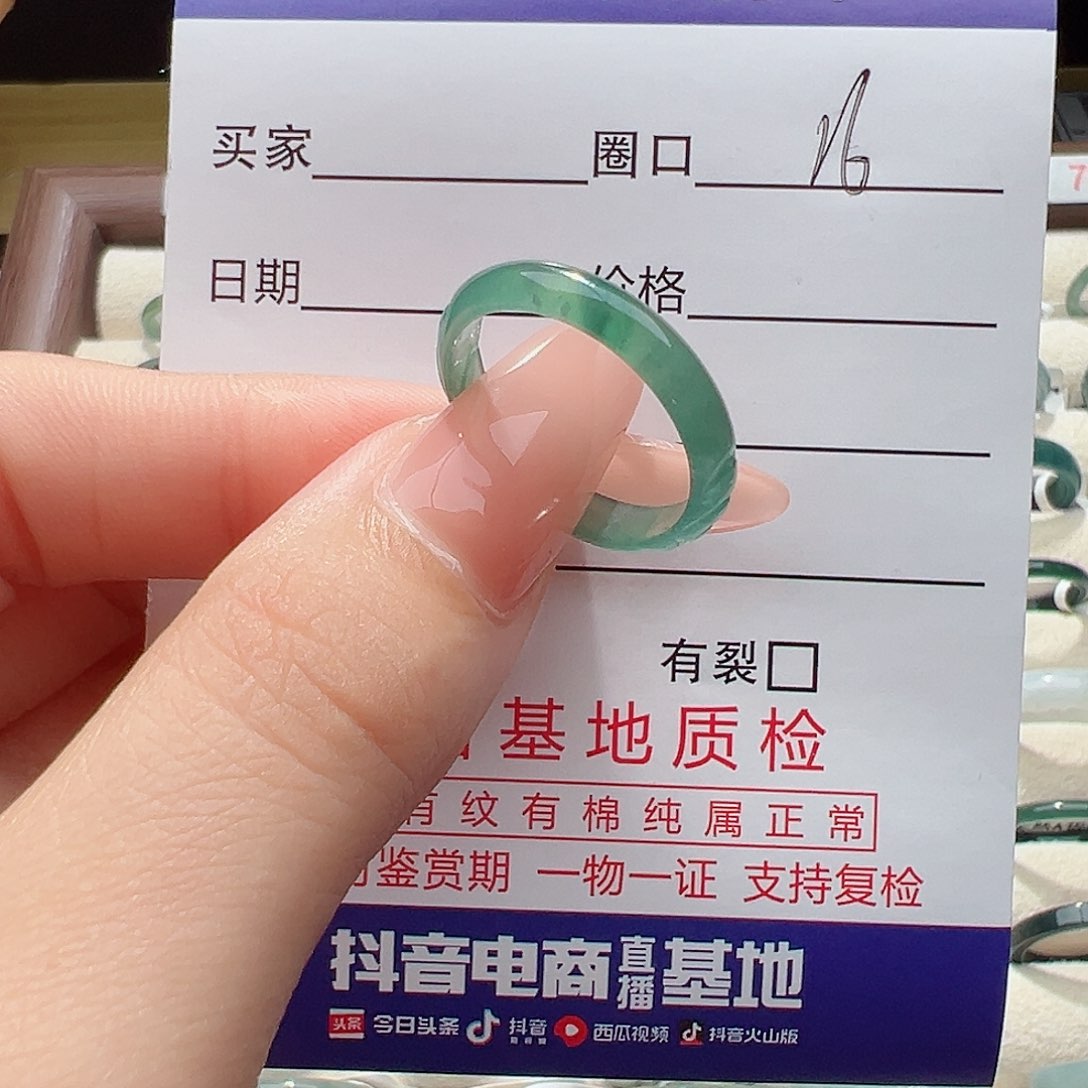 买家 圈口 16
日期 价格
有裂□
基地质检
有纹有棉纯属正常
鉴赏期 一物一证 支持复检
抖音电商直播基地
头条 今日头条 抖音 西瓜视频 抖音火山版
7